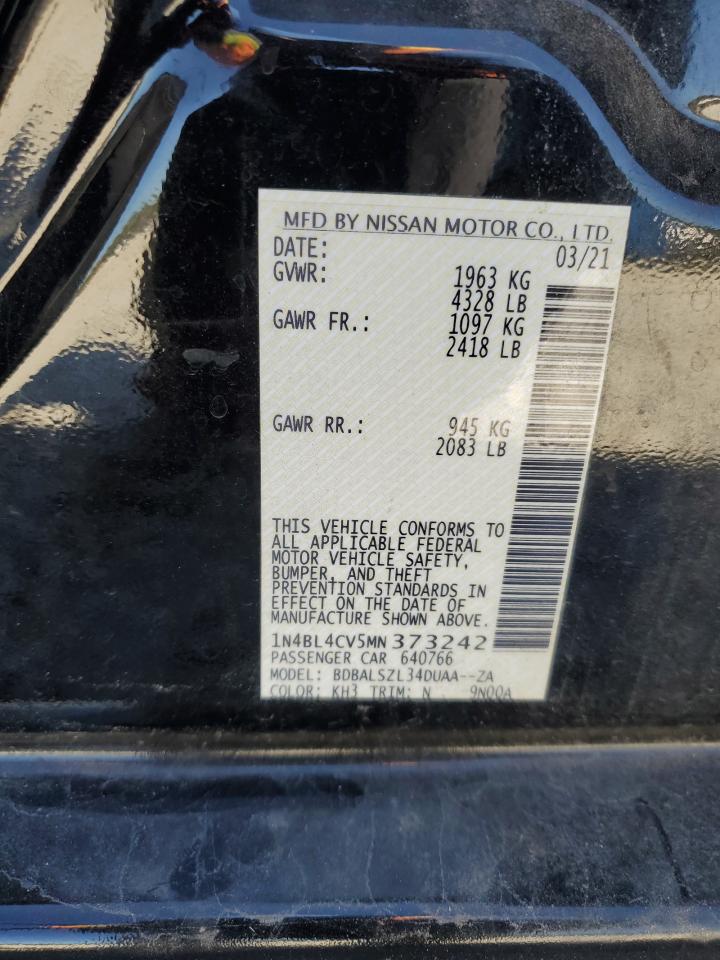 MFD BY NISSAN MOTOR CO., LTD.
DATE: 03/21
GVWR: 1963 KG
4328 LB
GAWR FR.: 1097 KG
2418 LB
GAWR RR.: 945 KG
2083 LB
THIS VEHICLE CONFORMS TO
ALL APPLICABLE FEDERAL
MOTOR VEHICLE SAFETY,
BUMPER, AND THEFT
PREVENTION STANDARDS IN
EFFECT ON THE DATE OF
MANUFACTURE SHOWN ABOVE.
1N4BL4CV5MN373242
PASSENGER CAR 640766
MODEL: BDBALSZL34DUAA--ZA
COLOR: KH3 TRIM: N 9N00A